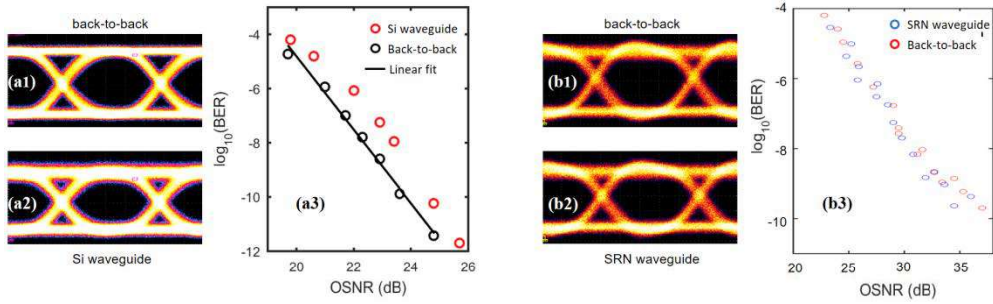 back-to-back
(a1)
(a2)
Si waveguide
-4
-6
-8
-10
-12
log10(BER)
Si waveguide
Back-to-back
Linear fit
(a3)
20
22
24
26
OSNR (dB)
back-to-back
(b1)
(b2)
SRN waveguide
-4
-6
-8
-10
log10(BER)
SRN waveguide
Back-to-back
(b3)
20
25
30
35
OSNR (dB)